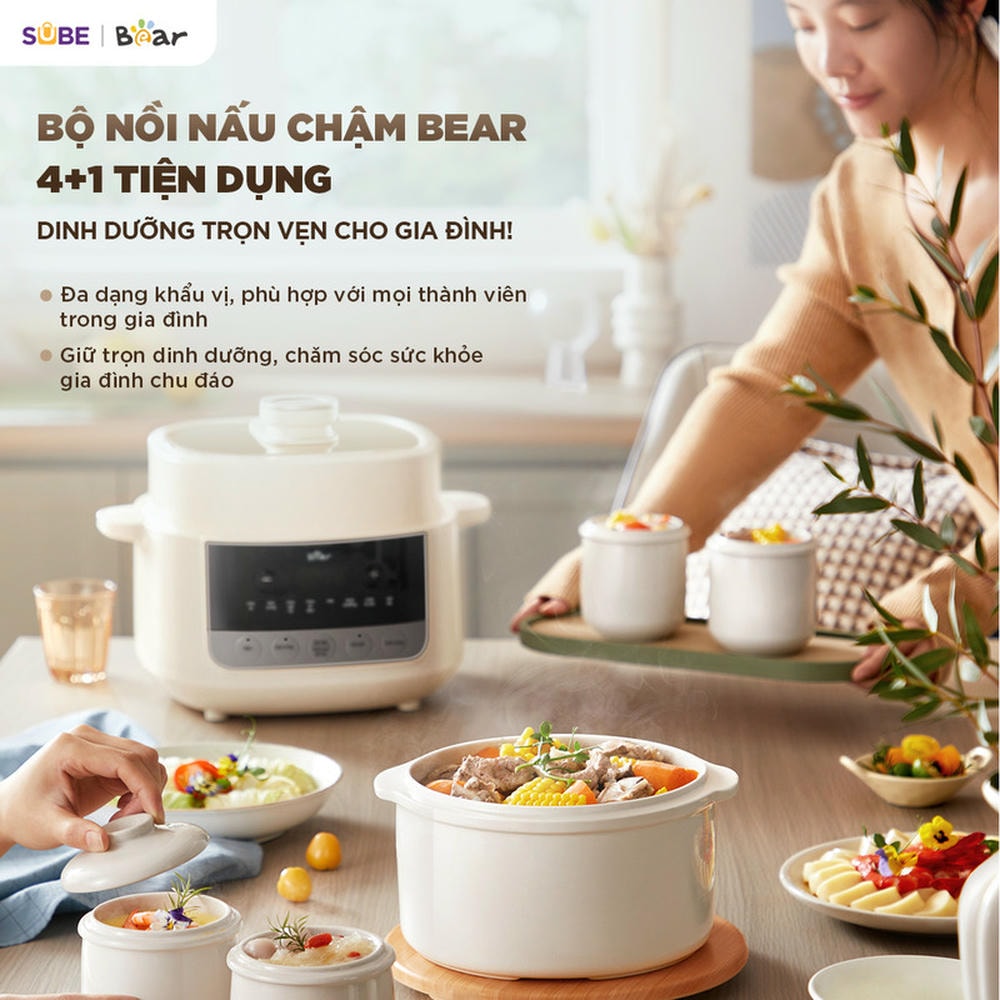 SUBE | Bear
BỘ NỒI NẤU CHẬM BEAR
4+1 TIỆN DỤNG
DINH DƯỠNG TRỌN VẸN CHO GIA ĐÌNH!
Đa dạng khẩu vị, phù hợp với mọi thành viên
trong gia đình
Giữ trọn dinh dưỡng, chăm sóc sức khỏe
gia đình chu đáo
Bear